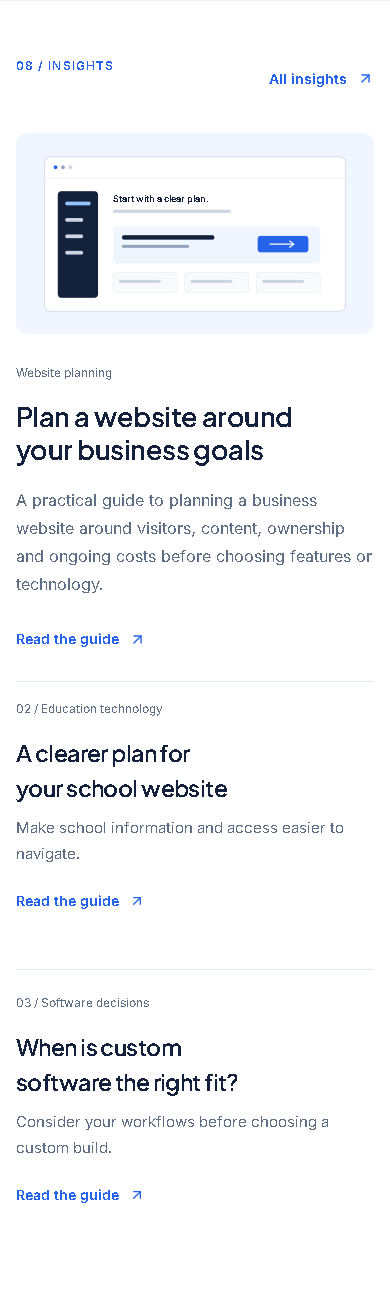 08 / INSIGHTS
All insights
Start with a clear plan.
Website planning
Plan a website around
your business goals
A practical guide to planning a business
website around visitors, content, ownership
and ongoing costs before choosing features or
technology.
Read the guide
02 / Education technology
A clearer plan for
your school website
Make school information and access easier to
navigate.
Read the guide
03 / Software decisions
When is custom
software the right fit?
Consider your workflows before choosing a
custom build.
Read the guide